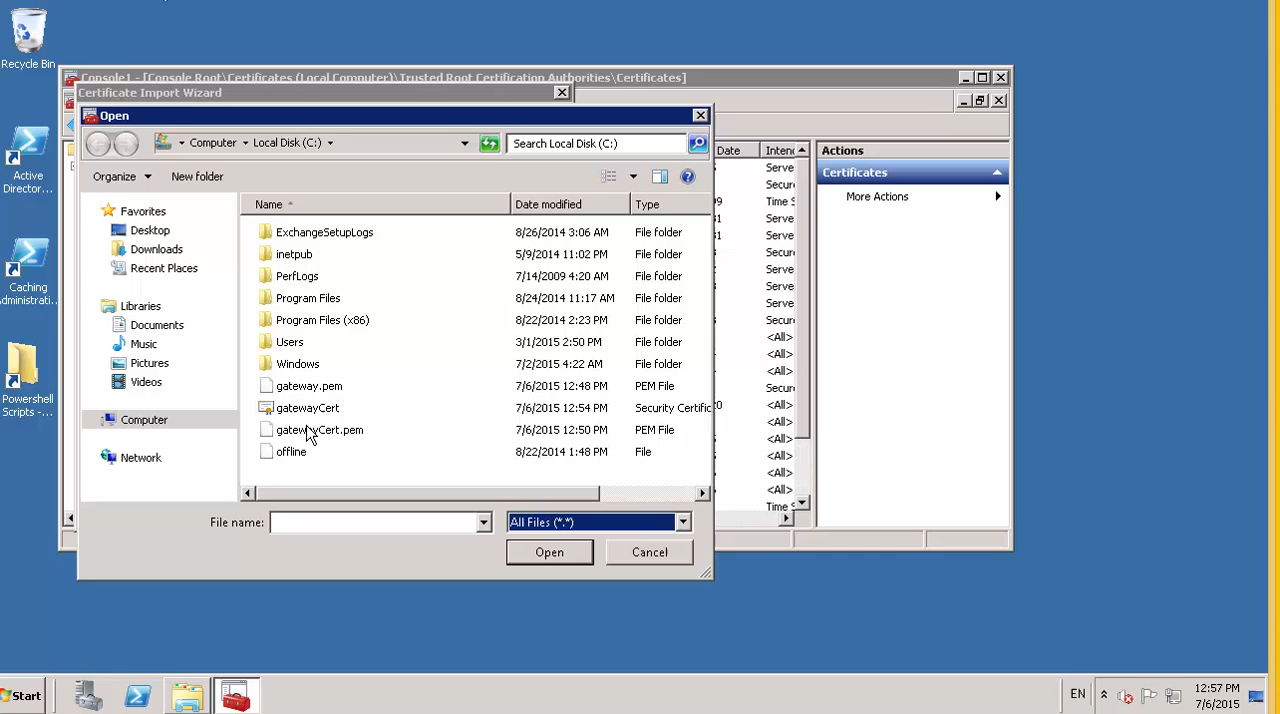 Recycle Bin
Active
Director...
Caching
Administrati...
Powershell
Scripts -...
Console1 - [Console Root\Certificates (Local Computer)\Trusted Root Certification Authorities\Certificates]
Certificate Import Wizard
Open
Computer Local Disk (C:)
Search Local Disk (C:)
Organize New folder
Favorites
Desktop
Downloads
Recent Places
Libraries
Documents
Music
Pictures
Videos
Computer
Network
Name Date modified Type
ExchangeSetupLogs 8/26/2014 3:06 AM File folder
inetpub 5/9/2014 11:02 PM File folder
PerfLogs 7/14/2009 4:20 AM File folder
Program Files 8/24/2014 11:17 AM File folder
Program Files (x86) 8/22/2014 2:23 PM File folder
Users 3/1/2015 2:50 PM File folder
Windows 7/2/2015 4:22 AM File folder
gateway.pem 7/6/2015 12:48 PM PEM File
gatewayCert 7/6/2015 12:54 PM Security Certific
gatewayCert.pem 7/6/2015 12:50 PM PEM File
offline 8/22/2014 1:48 PM File
File name: All Files (*.*)
Open Cancel
Date Intend
Serve
Secure
Time S
Serve
Serve
Secure
Serve
Serve
Serve
Secure
<All>
<All>
<All>
Secure
<All>
<All>
<All>
<All>
<All>
<All>
Time S
Actions
Certificates
More Actions
Start
EN
12:57 PM
7/6/2015